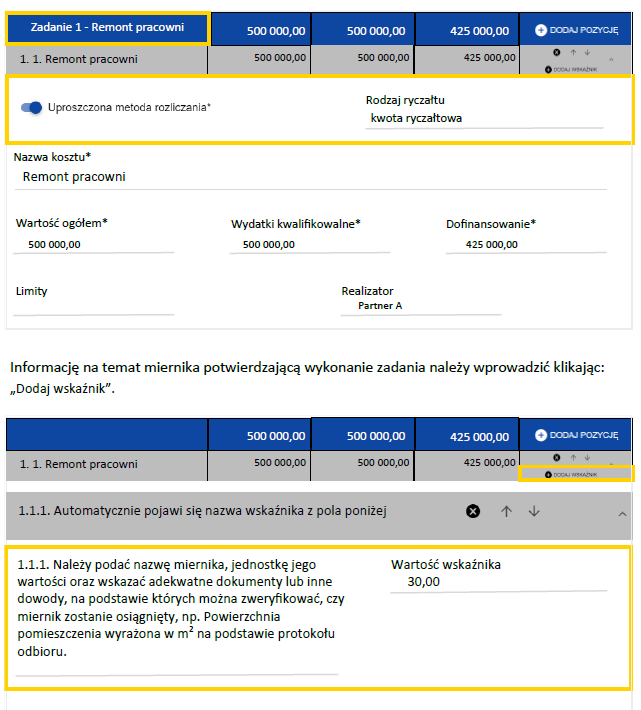 Zadanie 1 - Remont pracowni 500 000,00 500 000,00 425 000,00 DODAJ POZYCJĘ
1. 1. Remont pracowni 500 000,00 500 000,00 425 000,00
DODAJ WSKAŹNIK
Uproszczona metoda rozliczania*
Rodzaj ryczałtu
kwota ryczałtowa
Nazwa kosztu*
Remont pracowni
Wartość ogółem* Wydatki kwalifikowalne* Dofinansowanie*
500 000,00 500 000,00 425 000,00
Limity Realizator
Partner A
Informację na temat miernika potwierdzającą wykonanie zadania należy wprowadzić klikając:
„Dodaj wskaźnik”.
500 000,00 500 000,00 425 000,00 DODAJ POZYCJĘ
1. 1. Remont pracowni 500 000,00 500 000,00 425 000,00
DODAJ WSKAŹNIK
1.1.1. Automatycznie pojawi się nazwa wskaźnika z pola poniżej
1.1.1. Należy podać nazwę miernika, jednostkę jego
wartości oraz wskazać adekwatne dokumenty lub inne
dowody, na podstawie których można zweryfikować, czy
miernik zostanie osiągnięty, np. Powierzchnia
pomieszczenia wyrażona w m² na podstawie protokołu
odbioru.
Wartość wskaźnika
30,00